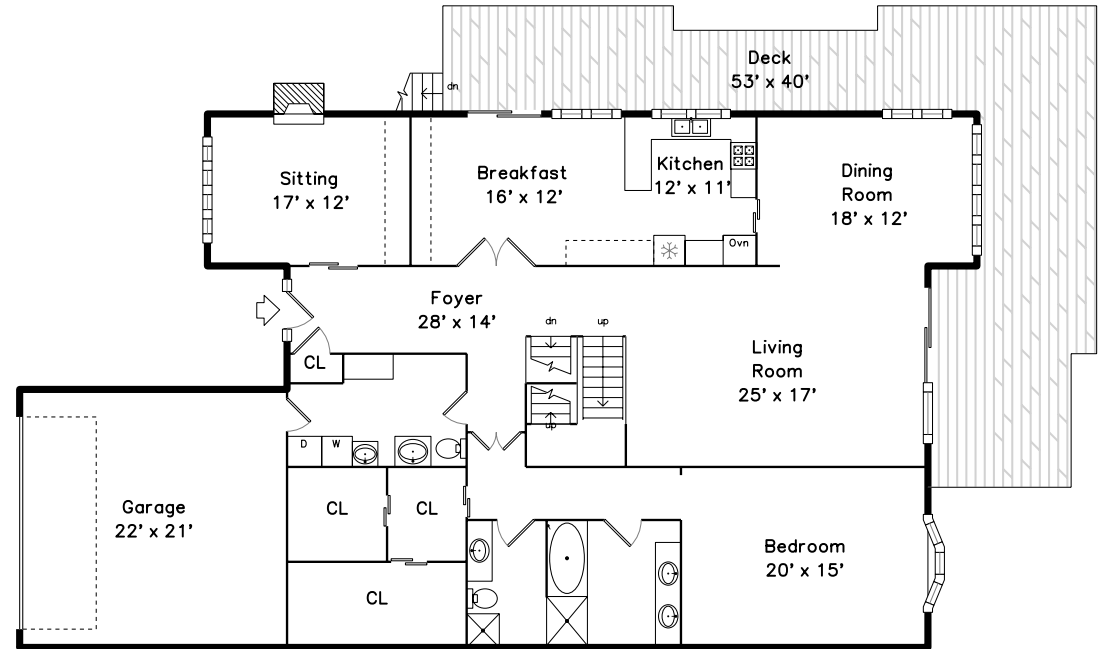 Deck
53' x 40'
dn
Sitting
17' x 12'
Breakfast
16' x 12'
Kitchen
12' x 11'
Dining
Room
18' x 12'
Ovn
Foyer
28' x 14'
dn
up
Living
Room
25' x 17'
CL
up
D
W
CL
CL
Garage
22' x 21'
Bedroom
20' x 15'
CL